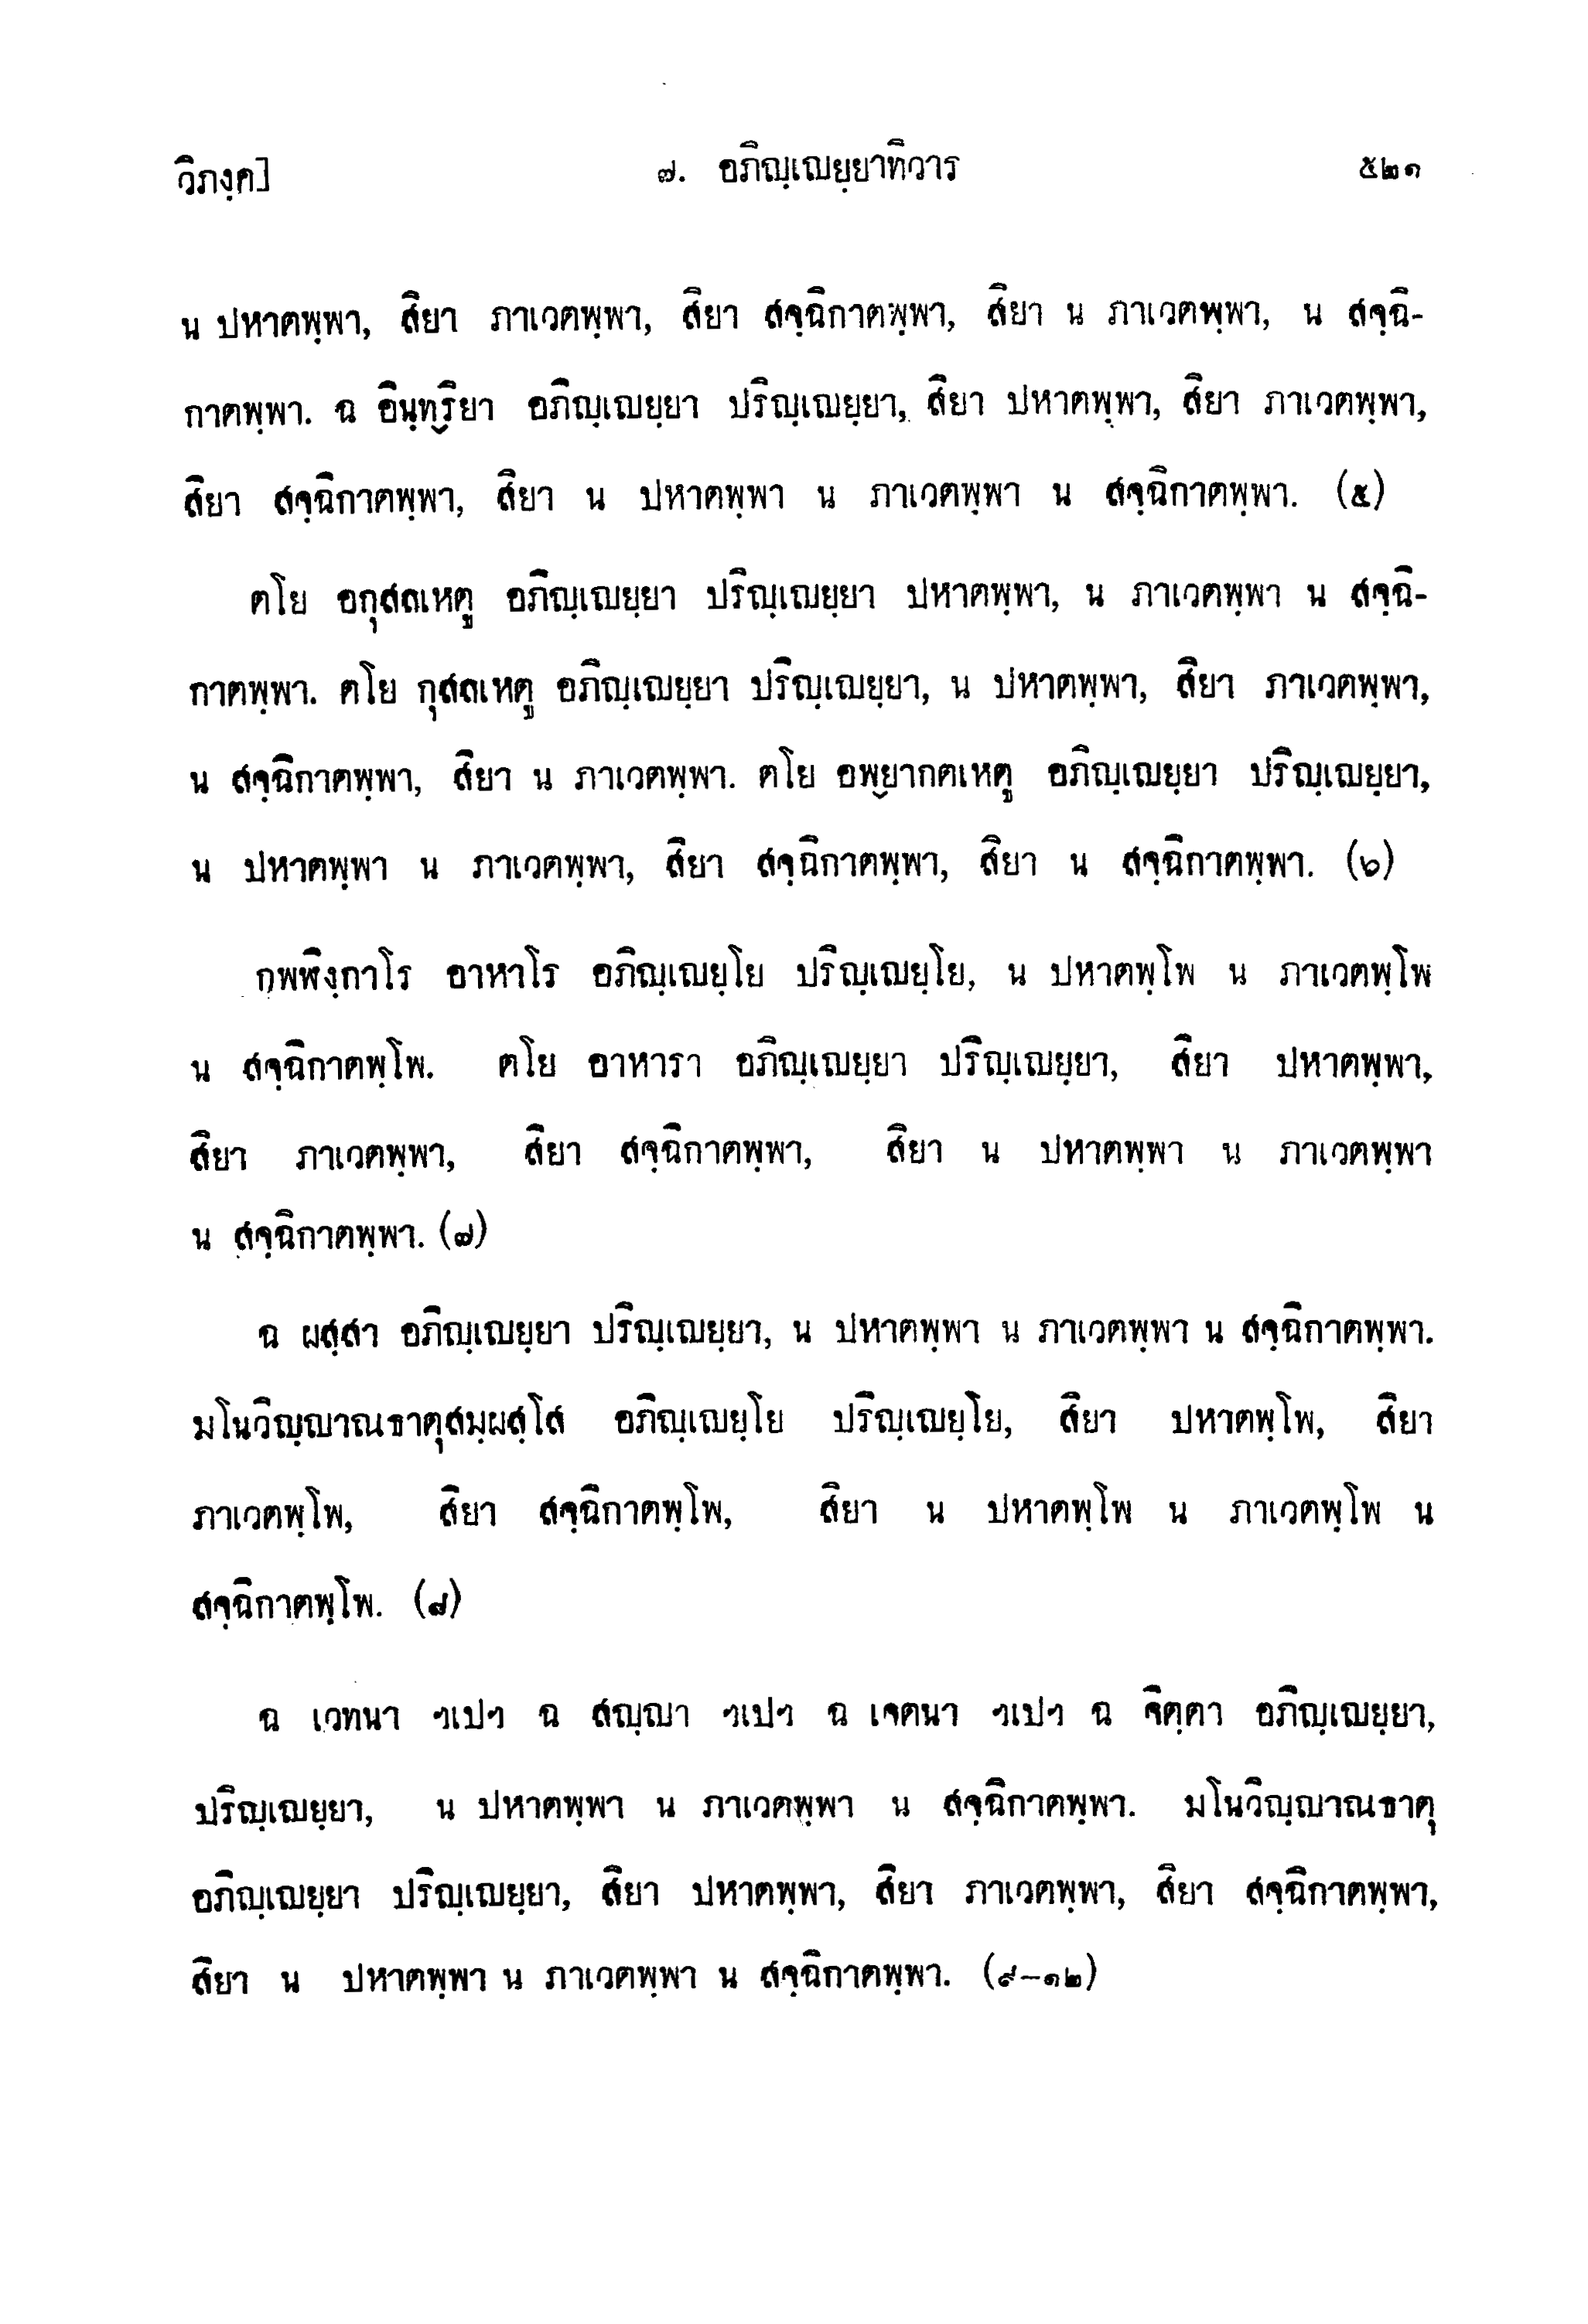 วิภงฺค]
๗. อภิญฺเญยฺยาทิวาร
๕๒๑
น ปหาตพฺพา, สิยา ภาเวตพฺพา, สิยา สจฺฉิกาตพฺพา, สิยา น ภาเวตพฺพา, น สจฺฉิ-
กาตพฺพา. ฉ อินฺทฺริยา อภิญฺเญยฺยา ปริญฺเญยฺยา, สิยา ปหาตพฺพา, สิยา ภาเวตพฺพา,
สิยา สจฺฉิกาตพฺพา, สิยา น ปหาตพฺพา น ภาเวตพฺพา น สจฺฉิกาตพฺพา. (๕)
ตโย อกุสลเหตู อภิญฺเญยฺยา ปริญฺเญยฺยา ปหาตพฺพา, น ภาเวตพฺพา น สจฺฉิ-
กาตพฺพา. ตโย กุสลเหตู อภิญฺเญยฺยา ปริญฺเญยฺยา, น ปหาตพฺพา, สิยา ภาเวตพฺพา,
น สจฺฉิกาตพฺพา, สิยา น ภาเวตพฺพา. ตโย อพฺยากตเหตู อภิญฺเญยฺยา ปริญฺเญยฺยา,
น ปหาตพฺพา น ภาเวตพฺพา, สิยา สจฺฉิกาตพฺพา, สิยา น สจฺฉิกาตพฺพา. (๖)
กพฬิงฺกาโร อาหาโร อภิญฺเญยฺโย ปริญฺเญยฺโย, น ปหาตพฺโพ น ภาเวตพฺโพ
น สจฺฉิกาตพฺโพ. ตโย อาหารา อภิญฺเญยฺยา ปริญฺเญยฺยา, สิยา ปหาตพฺพา,
สิยา ภาเวตพฺพา, สิยา สจฺฉิกาตพฺพา, สิยา น ปหาตพฺพา น ภาเวตพฺพา
น สจฺฉิกาตพฺพา. (๗)
ฉ ผสฺสา อภิญฺเญยฺยา ปริญฺเญยฺยา, น ปหาตพฺพา น ภาเวตพฺพา น สจฺฉิกาตพฺพา.
มโนวิญฺญาณธาตุสมฺผสฺโส อภิญฺเญยฺโย ปริญฺเญยฺโย, สิยา ปหาตพฺโพ, สิยา
ภาเวตพฺโพ, สิยา สจฺฉิกาตพฺโพ, สิยา น ปหาตพฺโพ น ภาเวตพฺโพ น
สจฺฉิกาตพฺโพ. (๘)
ฉ เวทนา ฯเปฯ ฉ สญฺญา ฯเปฯ ฉ เจตนา ฯเปฯ ฉ จิตฺตา อภิญฺเญยฺยา,
ปริญฺเญยฺยา, น ปหาตพฺพา น ภาเวตพฺพา น สจฺฉิกาตพฺพา. มโนวิญฺญาณธาตุ
อภิญฺเญยฺยา ปริญฺเญยฺยา, สิยา ปหาตพฺพา, สิยา ภาเวตพฺพา, สิยา สจฺฉิกาตพฺพา,
สิยา น ปหาตพฺพา น ภาเวตพฺพา น สจฺฉิกาตพฺพา. (๙-๑๒)